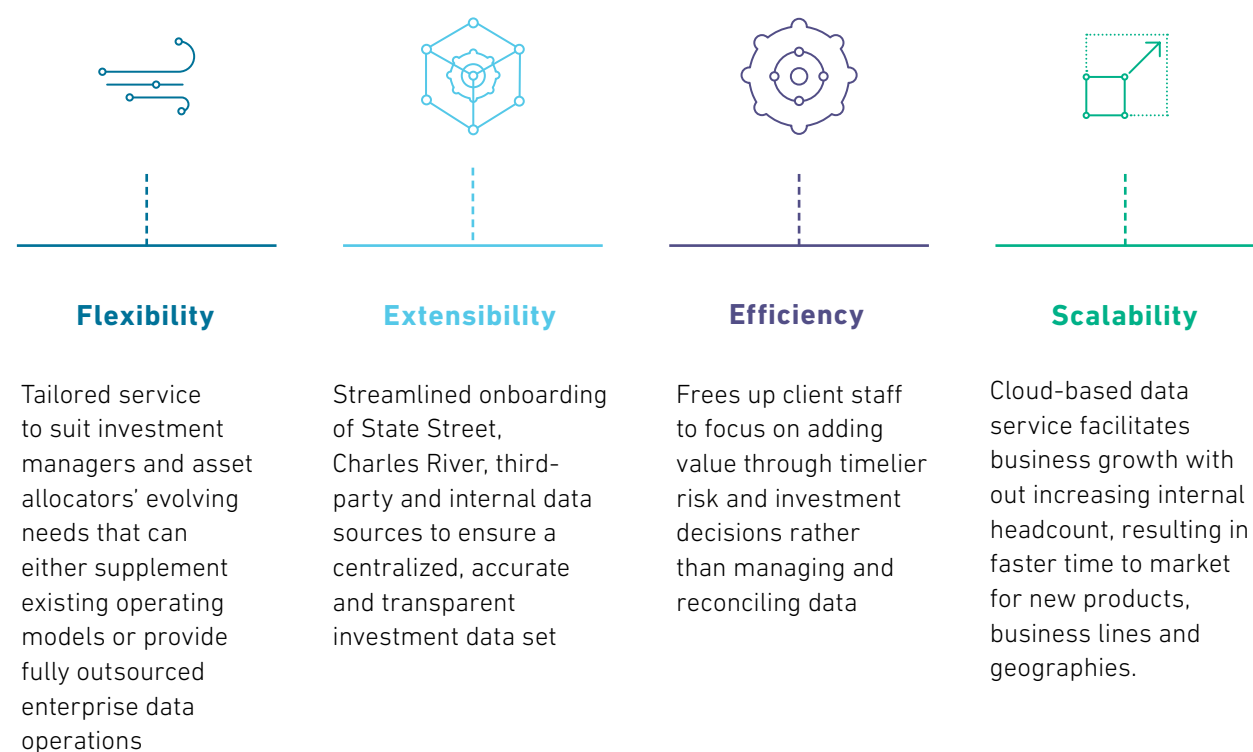 Flexibility
Tailored service
to suit investment
managers and asset
allocators’ evolving
needs that can
either supplement
existing operating
models or provide
fully outsourced
enterprise data
operations
Extensibility
Streamlined onboarding
of State Street,
Charles River, third-
party and internal data
sources to ensure a
centralized, accurate
and transparent
investment data set
Efficiency
Frees up client staff
to focus on adding
value through timelier
risk and investment
decisions rather
than managing and
reconciling data
Scalability
Cloud-based data
service facilitates
business growth with
out increasing internal
headcount, resulting in
faster time to market
for new products,
business lines and
geographies.